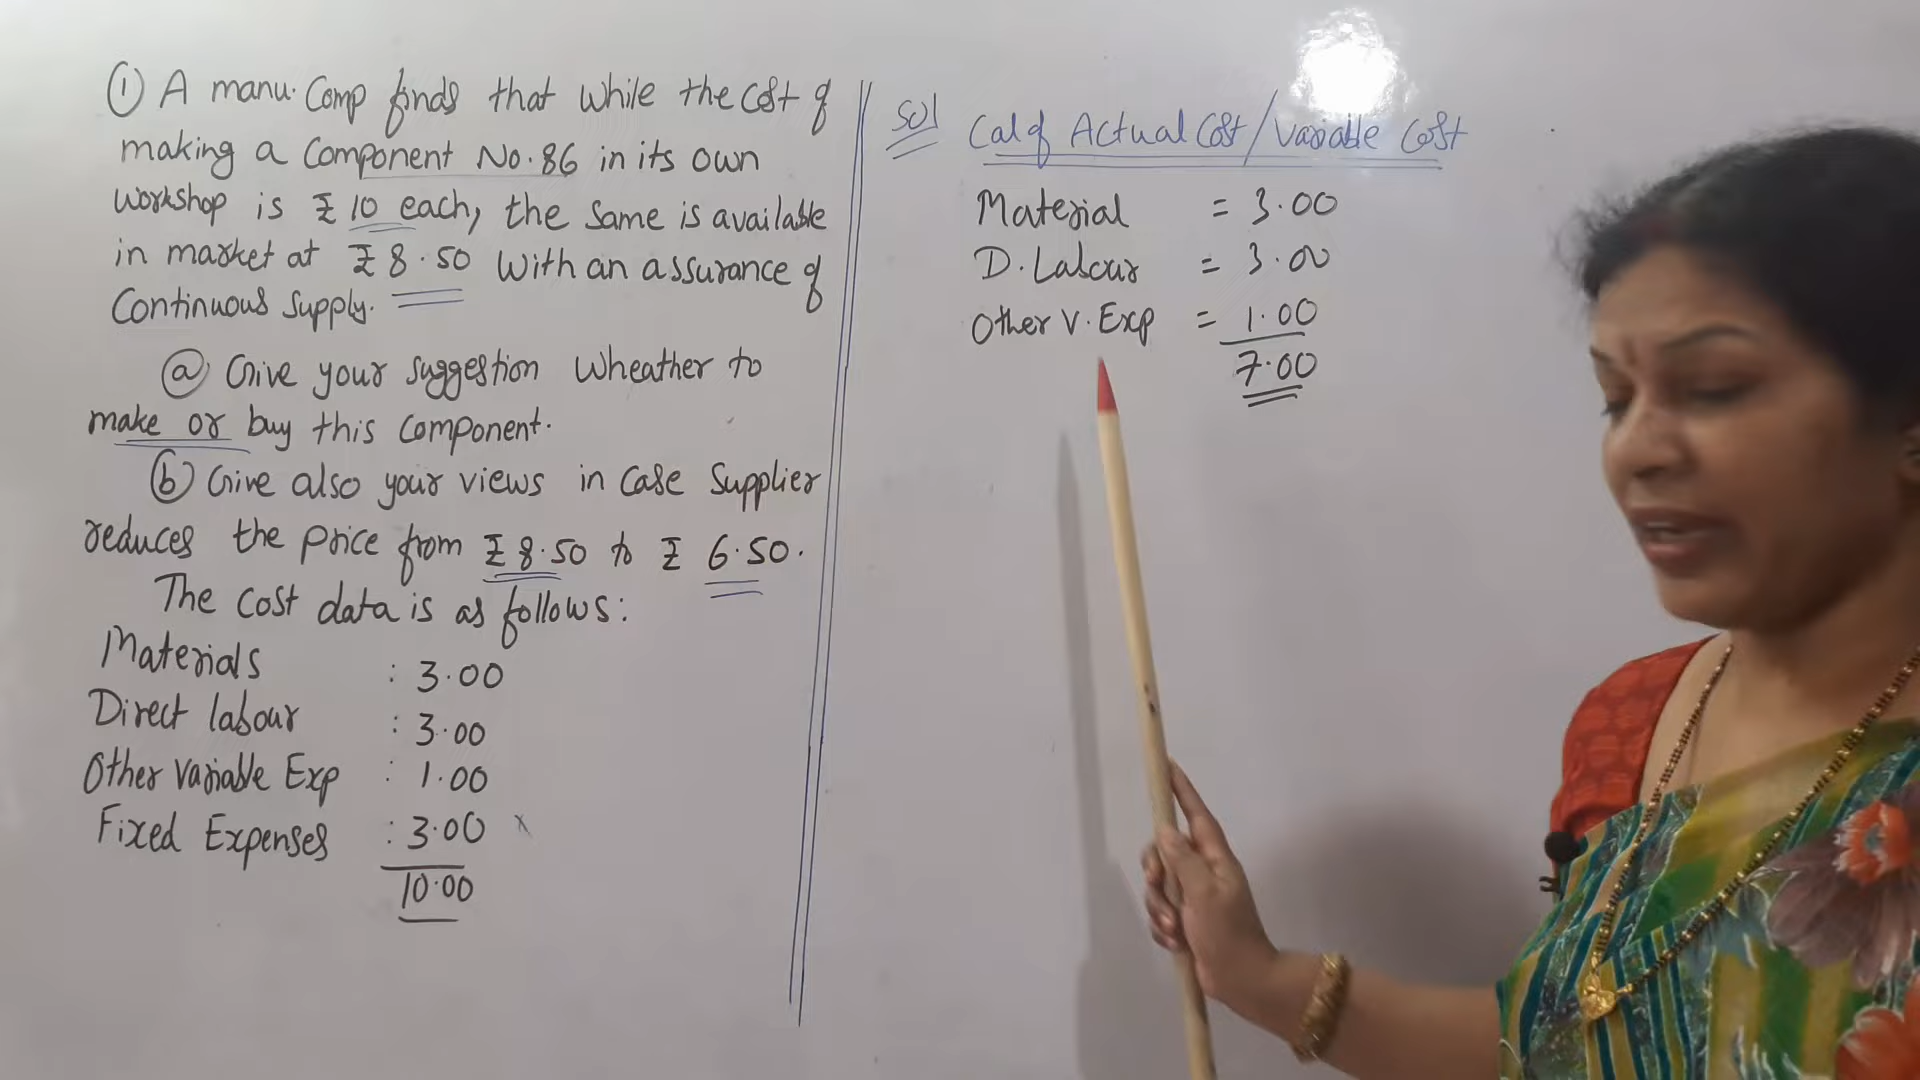 ① A manu. Comp finds that while the cost of
making a Component No. 86 in its own
workshop is ₹ 10 each, the same is available
in market at ₹ 8.50 with an assurance of
Continuous Supply.
ⓐ Give your suggestion wheather to
make or buy this component.
ⓑ Give also your views in case Supplier
reduces the price from ₹ 8.50 to ₹ 6.50.
The cost data is as follows:
Materials : 3.00
Direct labour : 3.00
Other Variable Exp : 1.00
Fixed Expenses : 3.00 x
10.00
Sol
Cal of Actual Cost/Variable Cost
Material = 3.00
D. Labour = 3.00
Other V. Exp = 1.00
7.00